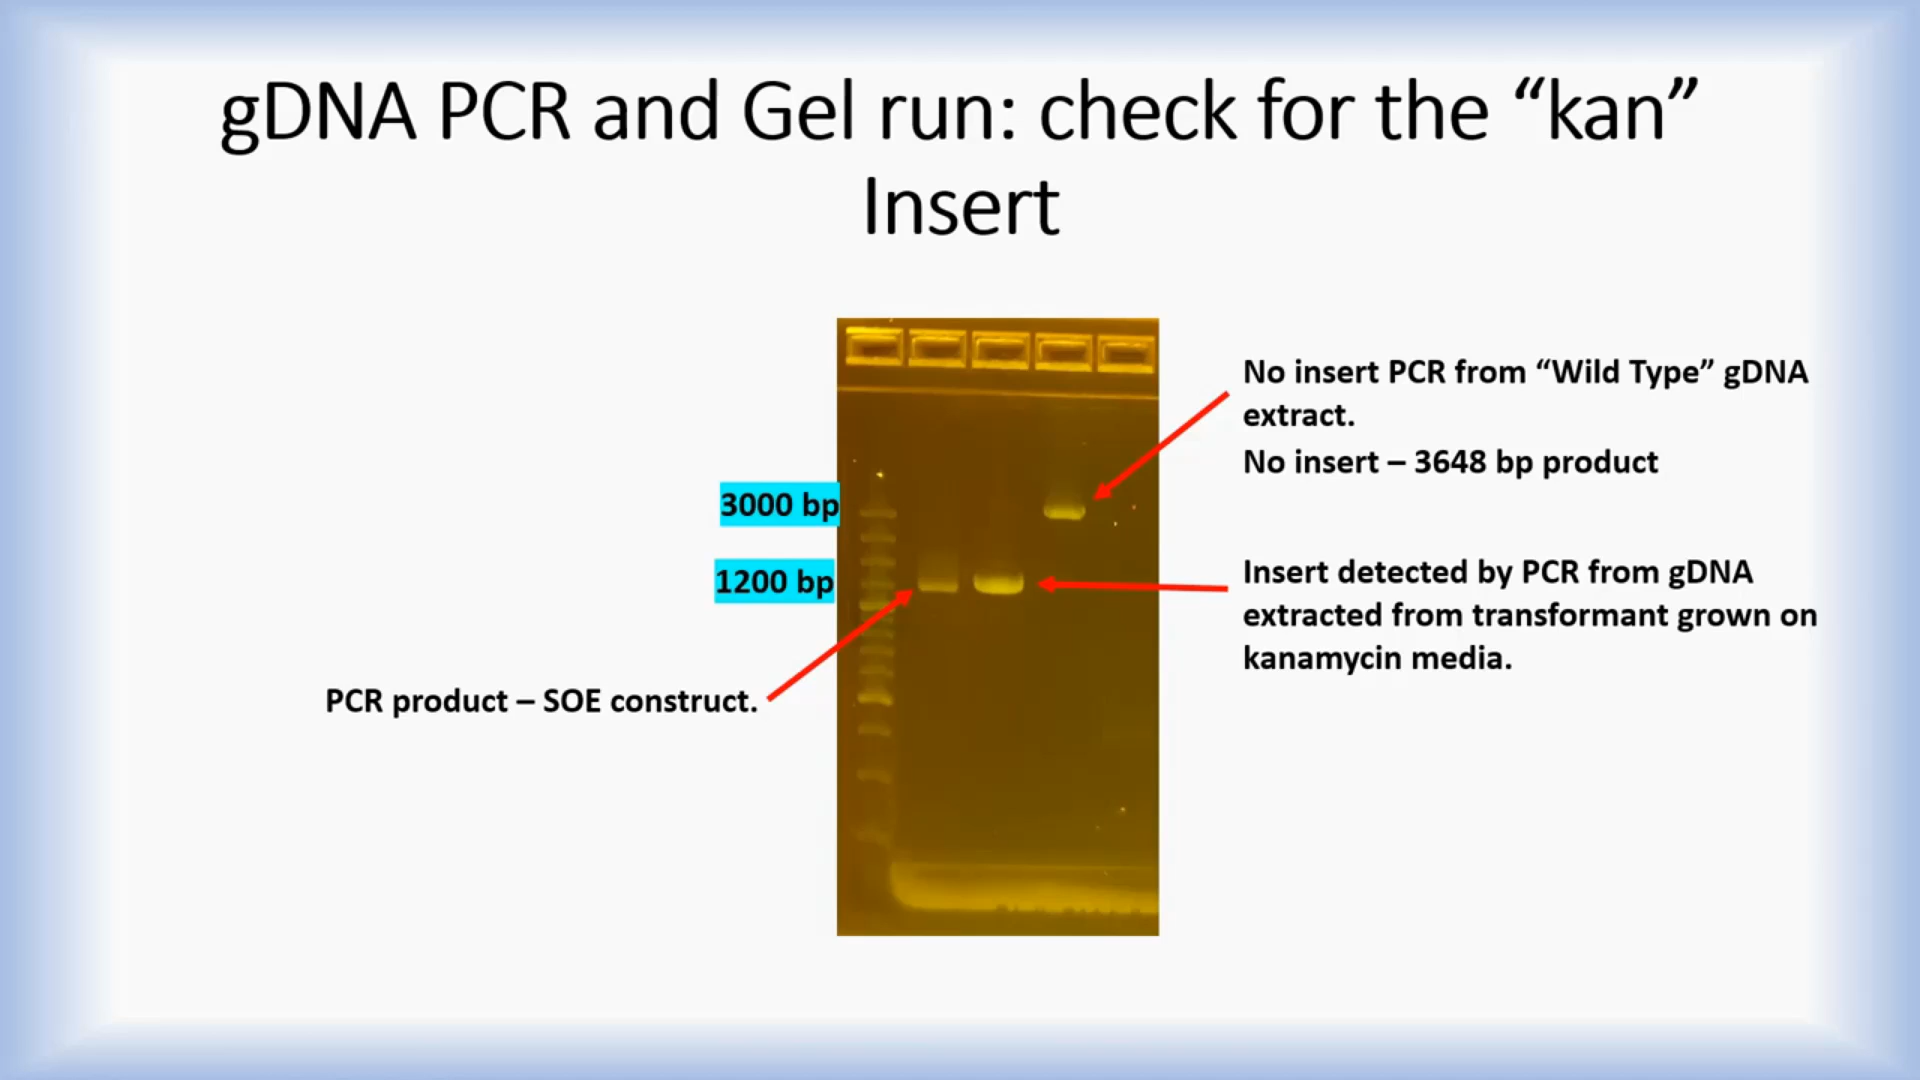 gDNA PCR and Gel run: check for the “kan”
Insert
No insert PCR from “Wild Type” gDNA
extract.
No insert – 3648 bp product
3000 bp
1200 bp
Insert detected by PCR from gDNA
extracted from transformant grown on
kanamycin media.
PCR product – SOE construct.